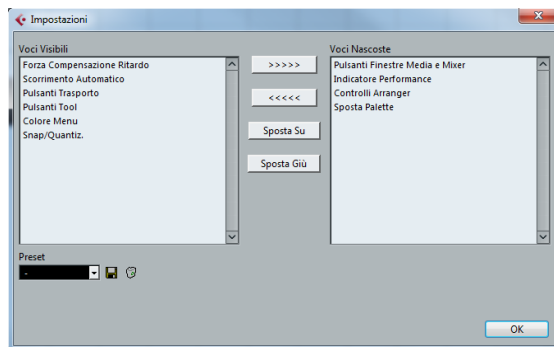 Impostazioni
Voci Visibili
Forza Compensazione Ritardo
Scorrimento Automatico
Pulsanti Trasporto
Pulsanti Tool
Colore Menu
Snap/Quantiz.
>>>>>
<<<<<
Sposta Su
Sposta Giù
Voci Nascoste
Pulsanti Finestre Media e Mixer
Indicatore Performance
Controlli Arranger
Sposta Palette
Preset
-
OK